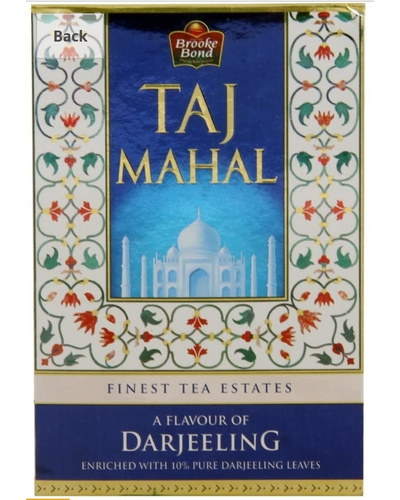 Back
Brooke
Bond
TAJ
MAHAL
FINEST TEA ESTATES
A FLAVOUR OF
DARJEELING
ENRICHED WITH 10% PURE DARJEELING LEAVES